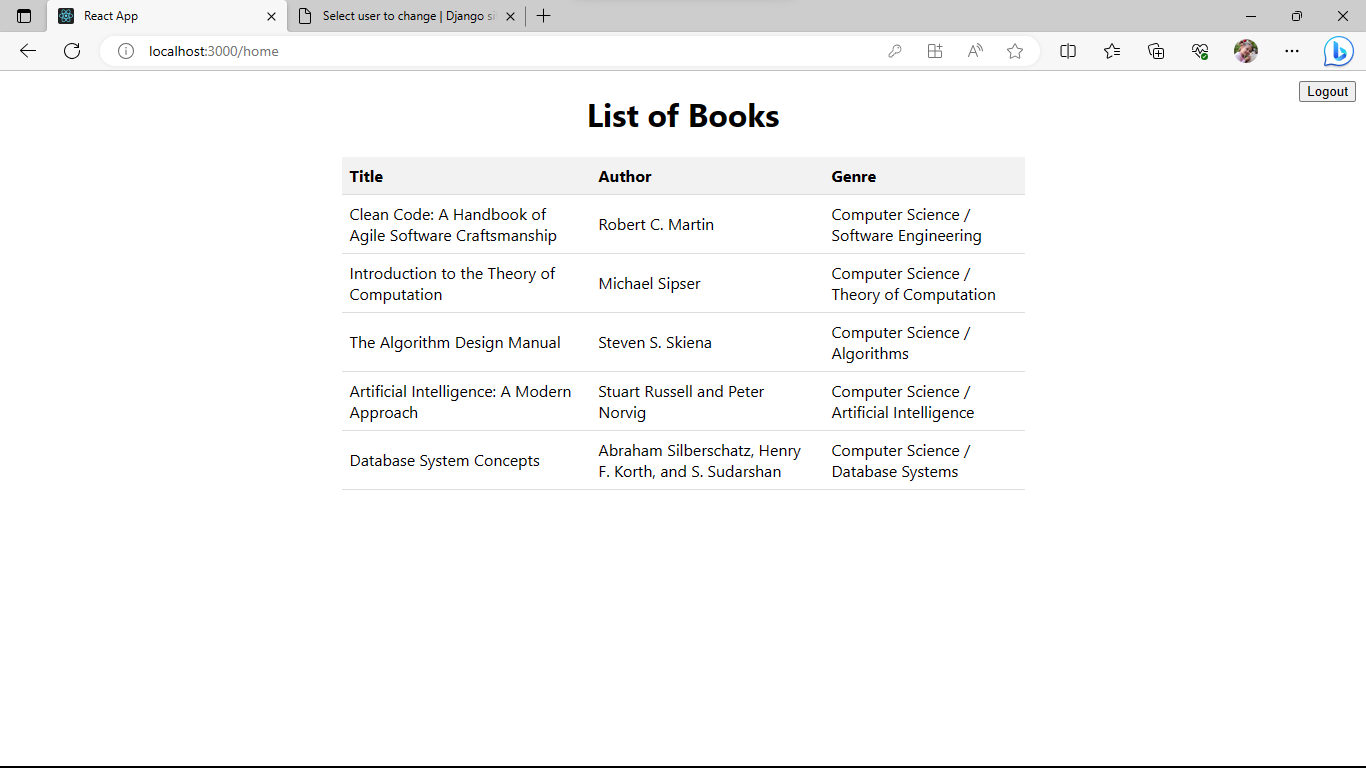 React App
Select user to change | Django si
localhost:3000/home
Logout
List of Books
Title Author Genre
Clean Code: A Handbook of
Agile Software Craftsmanship
Robert C. Martin
Computer Science /
Software Engineering
Introduction to the Theory of
Computation
Michael Sipser
Computer Science /
Theory of Computation
The Algorithm Design Manual
Steven S. Skiena
Computer Science /
Algorithms
Artificial Intelligence: A Modern
Approach
Stuart Russell and Peter
Norvig
Computer Science /
Artificial Intelligence
Database System Concepts
Abraham Silberschatz, Henry
F. Korth, and S. Sudarshan
Computer Science /
Database Systems